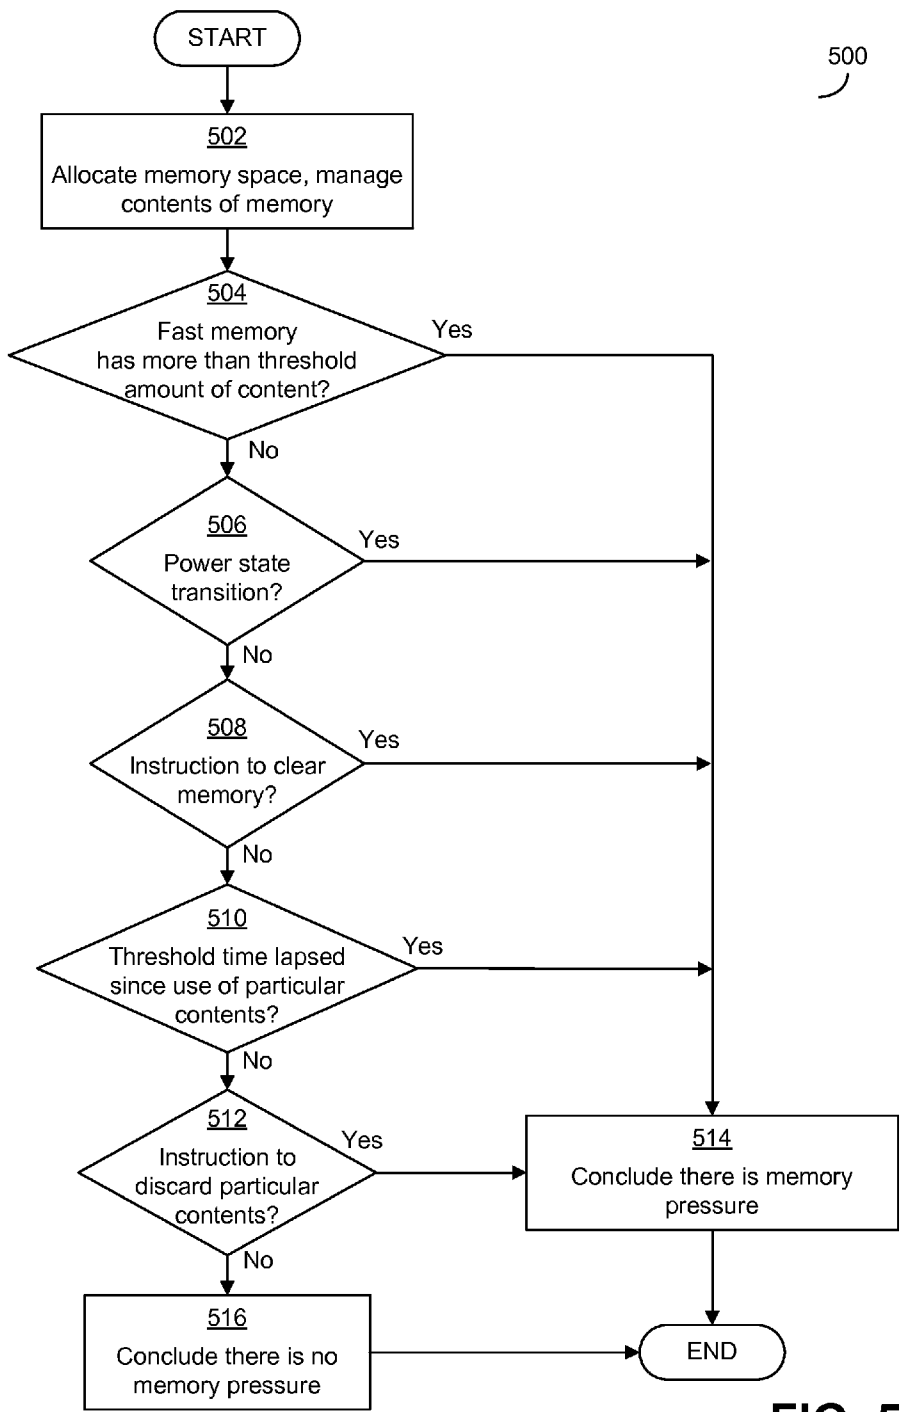 START
500
502
Allocate memory space, manage
contents of memory
504
Fast memory
has more than threshold
amount of content?
Yes
No
506
Power state
transition?
Yes
No
508
Instruction to clear
memory?
Yes
No
510
Threshold time lapsed
since use of particular
contents?
Yes
No
512
Instruction to
discard particular
contents?
Yes
514
Conclude there is memory
pressure
No
516
Conclude there is no
memory pressure
END
FIG. 5